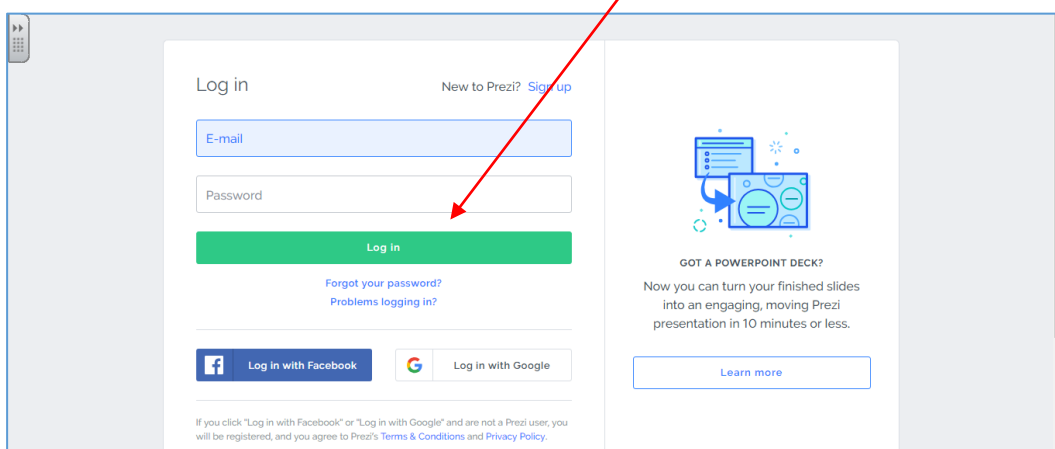 Log in
New to Prezi? Sign up
E-mail
Password
Log in
Forgot your password?
Problems logging in?
Log in with Facebook
Log in with Google
If you click "Log in with Facebook" or "Log in with Google" and are not a Prezi user, you
will be registered, and you agree to Prezi's Terms & Conditions and Privacy Policy.
GOT A POWERPOINT DECK?
Now you can turn your finished slides
into an engaging, moving Prezi
presentation in 10 minutes or less.
Learn more